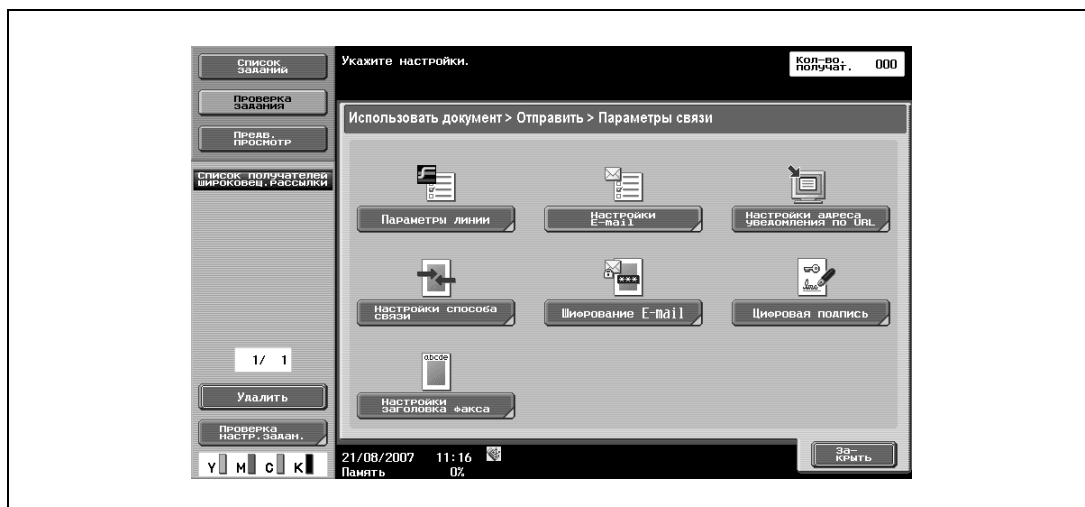 Список
заданий
Проверка
задания
Предв.
просмотр
Список получателей
широковещ.рассылки
1/ 1
Удалить
Проверка
настр.задан.
Y M C K
Укажите настройки.
Кол-во.
получат. 000
Использовать документ > Отправить > Параметры связи
Параметры линии
Настройки
E-mail
Настройки адреса
уведомления по URL
Настройки способа
связи
***
Шифрование E-mail
Цифровая подпись
abcde
Настройки
заголовка факса
21/08/2007 11:16
Память 0%
За-
крыть